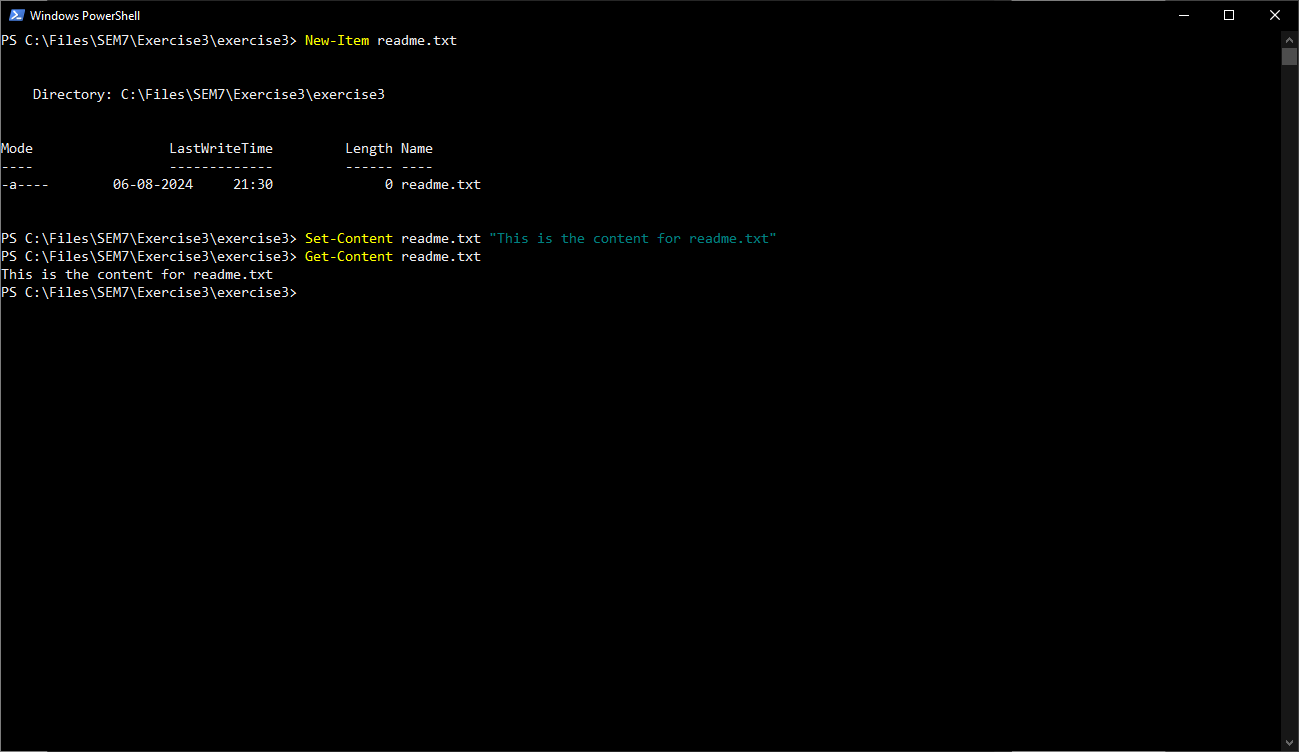 Windows PowerShell
PS C:\Files\SEM7\Exercise3\exercise3> New-Item readme.txt
Directory: C:\Files\SEM7\Exercise3\exercise3
Mode                 LastWriteTime         Length Name
----                 -------------         ------ ----
-a----        06-08-2024     21:30              0 readme.txt
PS C:\Files\SEM7\Exercise3\exercise3> Set-Content readme.txt "This is the content for readme.txt"
PS C:\Files\SEM7\Exercise3\exercise3> Get-Content readme.txt
This is the content for readme.txt
PS C:\Files\SEM7\Exercise3\exercise3>